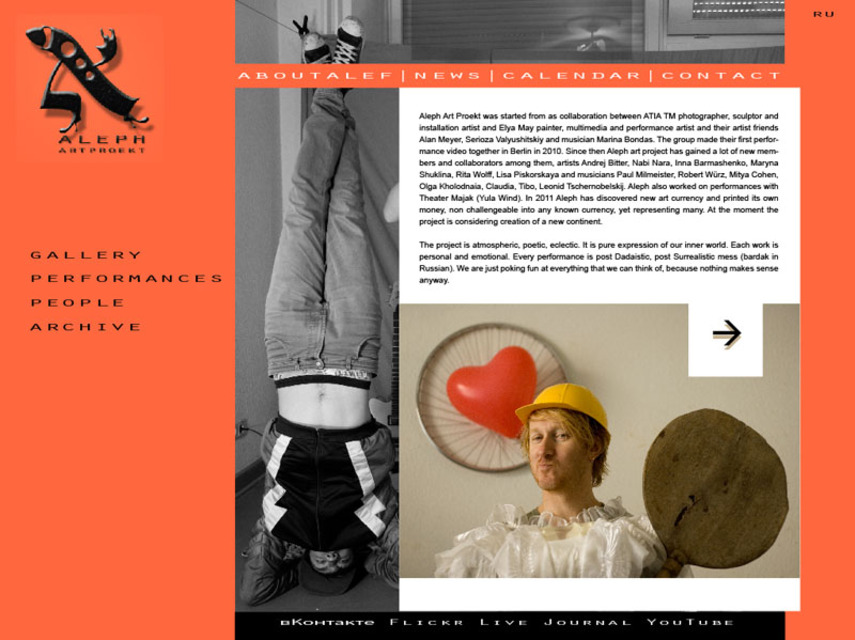 RU
ALEPH
ARTPROEKT
ABOUTALEF|NEWS|CALENDAR|CONTACT
GALLERY
PERFORMANCES
PEOPLE
ARCHIVE
Aleph Art Proekt was started from as collaboration between ATIA TM photographer, sculptor and
installation artist and Elya May painter, multimedia and performance artist and their artist friends
Alan Meyer, Serioza Valyushitskiy and musician Marina Bondas. The group made their first perfor-
mance video together in Berlin in 2010. Since then Aleph art project has gained a lot of new mem-
bers and collaborators among them, artists Andrej Bitter, Nabi Nara, Inna Barmashenko, Maryna
Shuklina, Rita Wolff, Lisa Piskorskaya and musicians Paul Milmeister, Robert Würz, Mitya Cohen,
Olga Kholodnaia, Claudia, Tibo, Leonid Tschernobelskij. Aleph also worked on performances with
Theater Majak (Yula Wind). In 2011 Aleph has discovered new art currency and printed its own
money, non challengeable into any known currency, yet representing many. At the moment the
project is considering creation of a new continent.
The project is atmospheric, poetic, eclectic. It is pure expression of our inner world. Each work is
personal and emotional. Every performance is post Dadaistic, post Surrealistic mess (bardak in
Russian). We are just poking fun at everything that we can think of, because nothing makes sense
anyway.
вКонтакте Flickr Live Journal YouTube